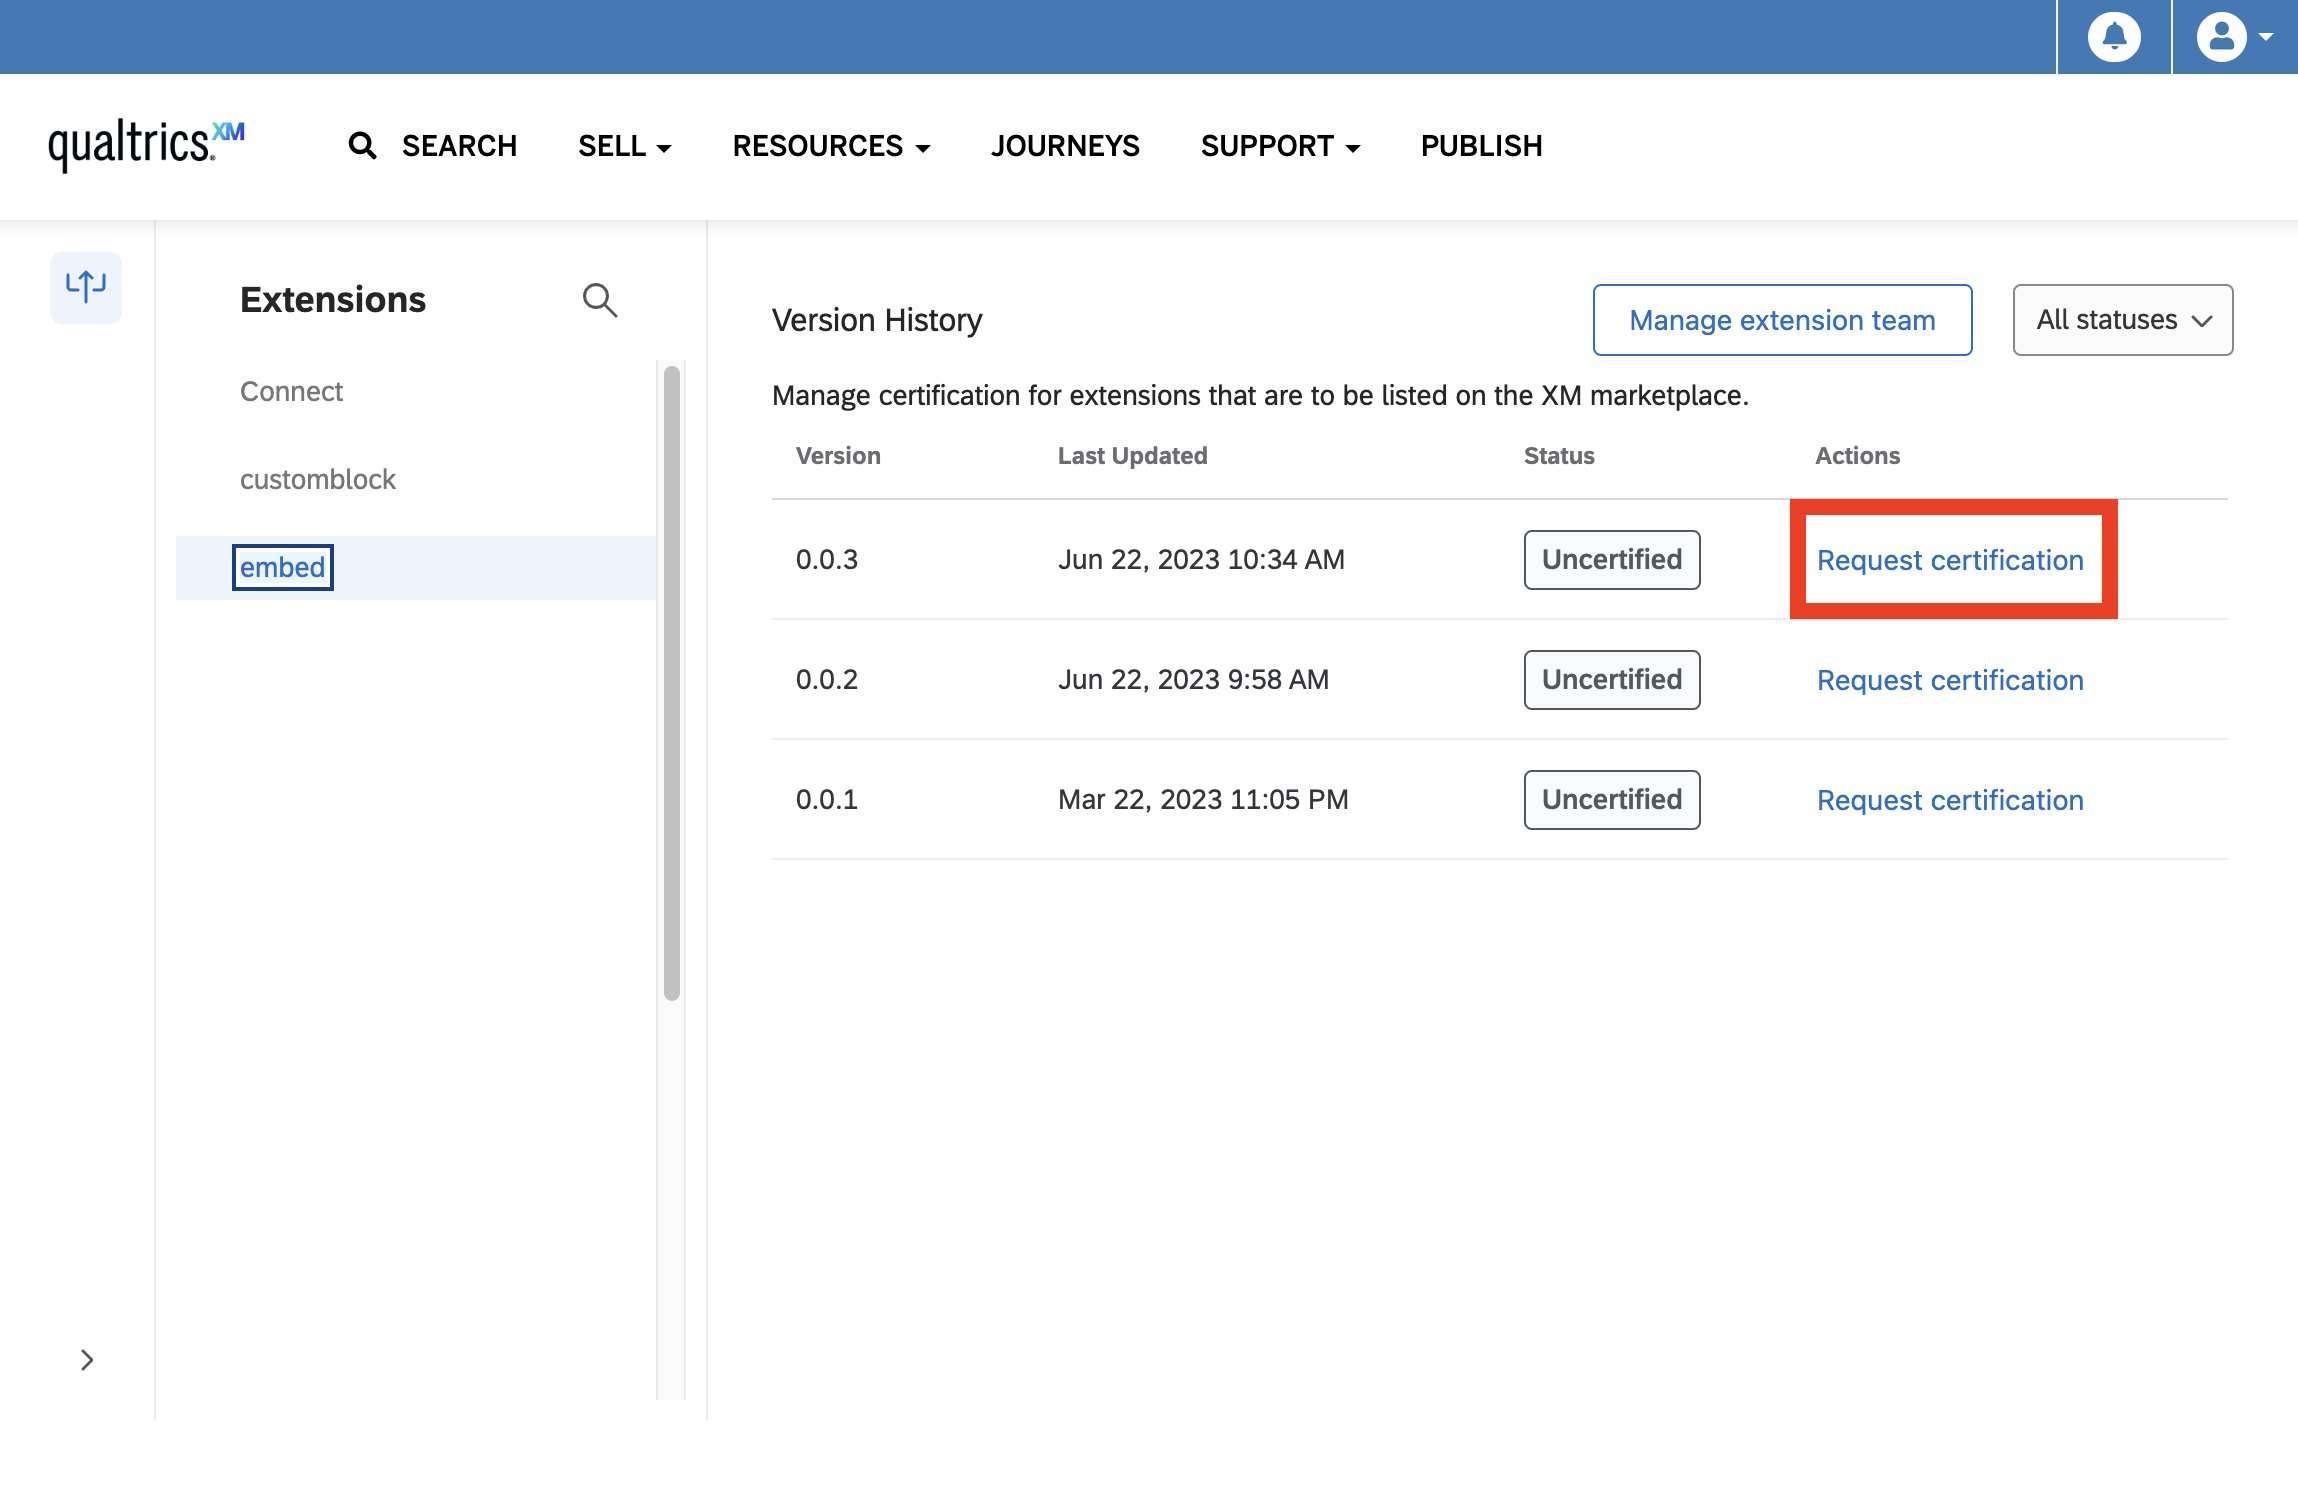 qualtrics.XM
SEARCH SELL RESOURCES JOURNEYS SUPPORT PUBLISH
Extensions
Connect
customblock
embed
Version History
Manage extension team
All statuses
Manage certification for extensions that are to be listed on the XM marketplace.
Version Last Updated Status Actions
0.0.3 Jun 22, 2023 10:34 AM Uncertified Request certification
0.0.2 Jun 22, 2023 9:58 AM Uncertified Request certification
0.0.1 Mar 22, 2023 11:05 PM Uncertified Request certification